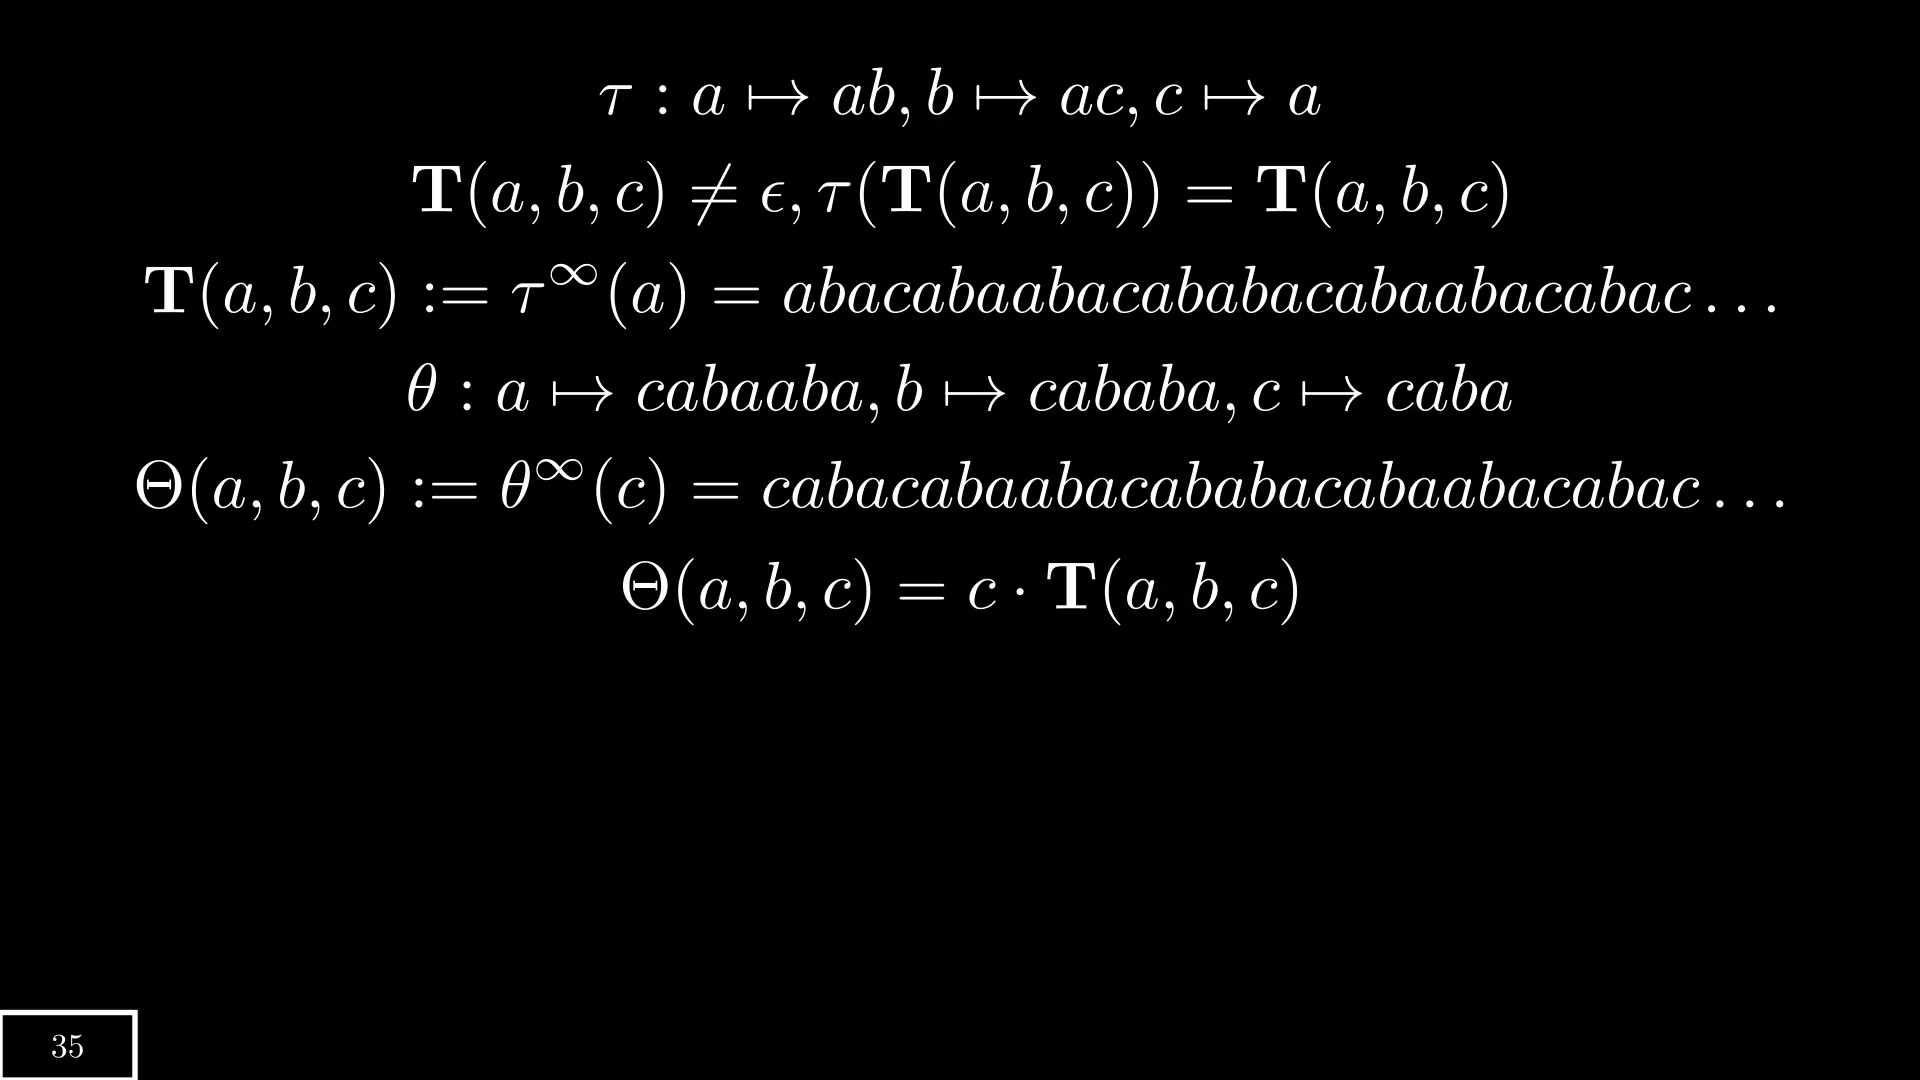 τ : a ↦ ab, b ↦ ac, c ↦ a
𝐓(a, b, c) ≠ ϵ, τ(𝐓(a, b, c)) = 𝐓(a, b, c)
𝐓(a, b, c) := τ^∞(a) = abacabaabacababacabaabacabac . . .
θ : a ↦ cabaaba, b ↦ cababa, c ↦ caba
Θ(a, b, c) := θ^∞(c) = cabacabaabacababacabaabacabac . . .
Θ(a, b, c) = c · 𝐓(a, b, c)
35